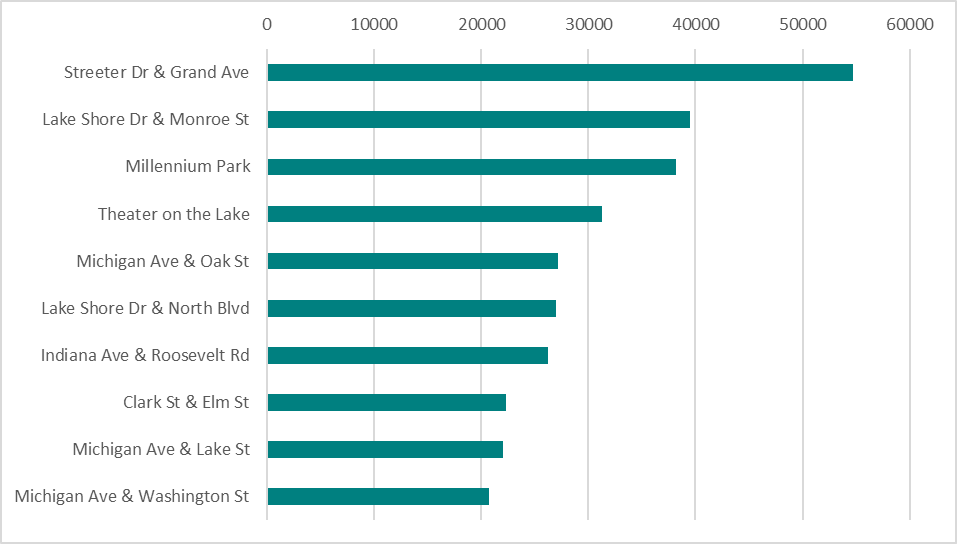 0 10000 20000 30000 40000 50000 60000
Streeter Dr & Grand Ave
Lake Shore Dr & Monroe St
Millennium Park
Theater on the Lake
Michigan Ave & Oak St
Lake Shore Dr & North Blvd
Indiana Ave & Roosevelt Rd
Clark St & Elm St
Michigan Ave & Lake St
Michigan Ave & Washington St